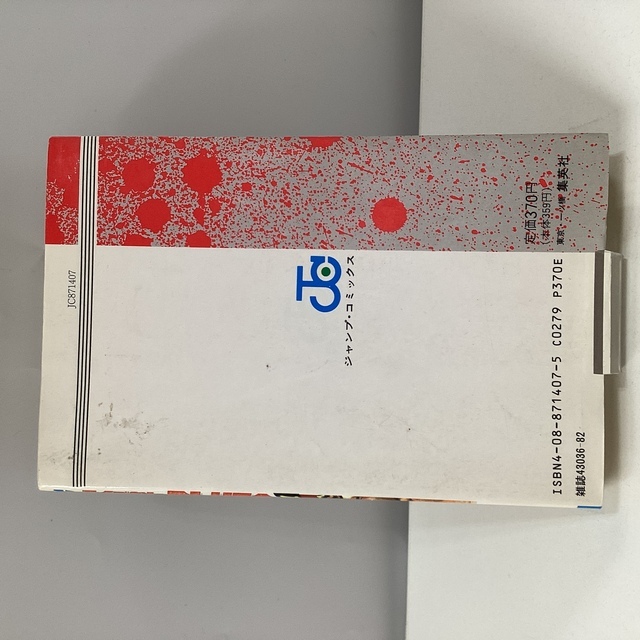 JC871407
JC
ジャンプ・コミックス
定価370円
(本体359円)
集英社
ISBN4-08-871407-5 C0279 P370E
雑誌43036-82